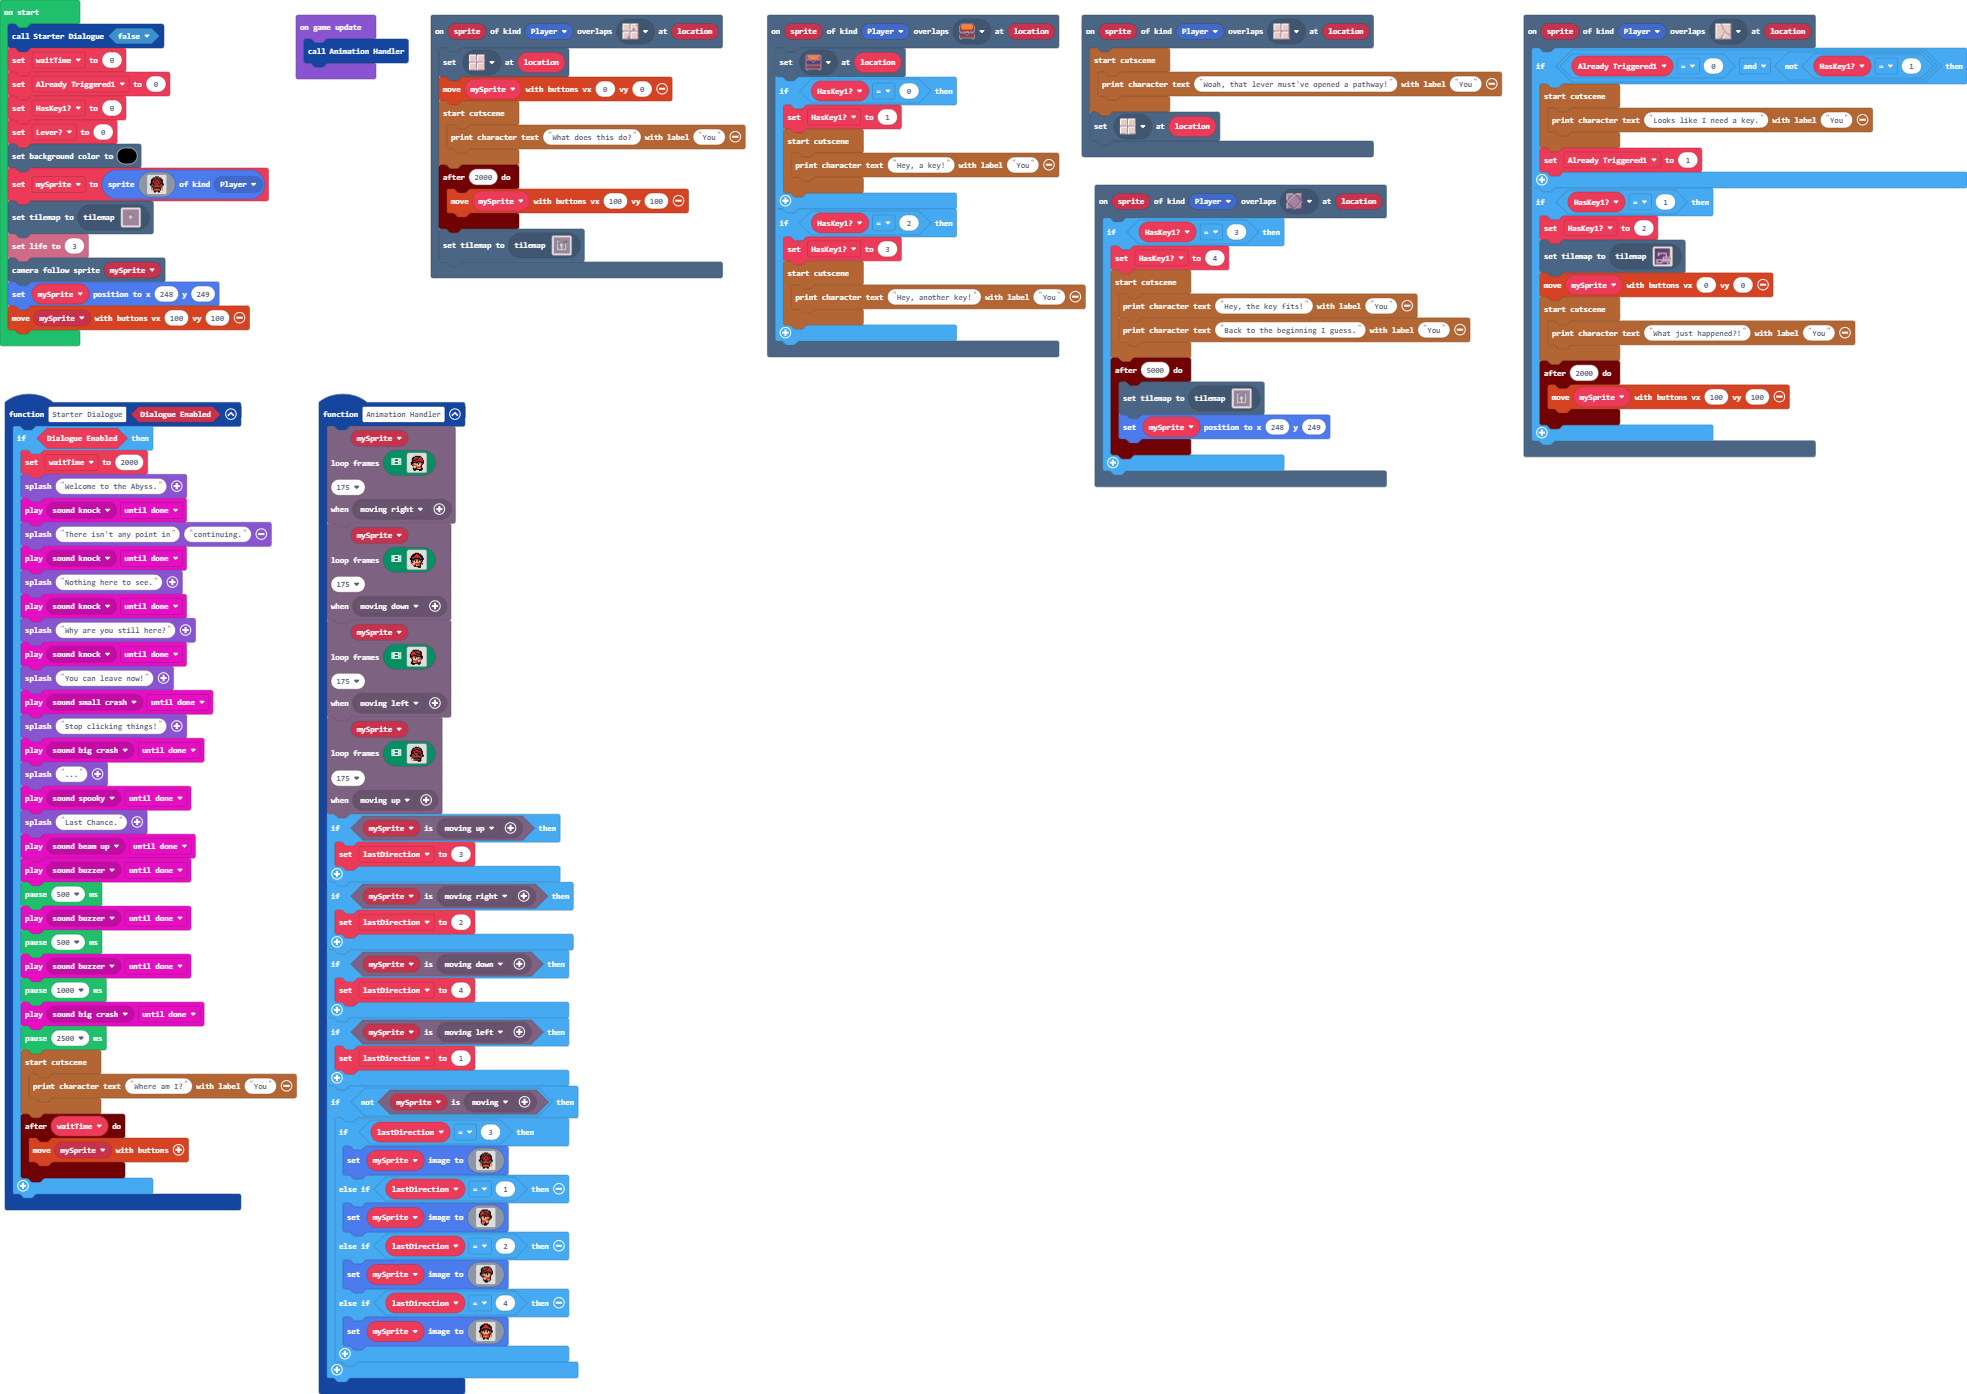 on start
call Starter Dialogue false
set waitTime to 0
set Already Triggered1 to 0
set HasKey1? to 0
set Lever? to 0
set background color to
set mySprite to sprite of kind Player
set tilemap to tilemap
set life to 3
camera follow sprite mySprite
set mySprite position to x 248 y 249
move mySprite with buttons vx 100 vy 100
on game update
call Animation Handler
on sprite of kind Player overlaps at location
set at location
move mySprite with buttons vx 0 vy 0
start cutscene
print character text "What does this do?" with label "You"
after 2000 do
move mySprite with buttons vx 100 vy 100
set tilemap to tilemap
on sprite of kind Player overlaps at location
set at location
if HasKey1? = 0 then
set HasKey1? to 1
start cutscene
print character text "Hey, a key!" with label "You"
if HasKey1? = 2 then
set HasKey1? to 3
start cutscene
print character text "Hey, another key!" with label "You"
on sprite of kind Player overlaps at location
start cutscene
print character text "Woah, that lever must've opened a pathway!" with label "You"
set at location
on sprite of kind Player overlaps at location
if HasKey1? = 3 then
set HasKey1? to 4
start cutscene
print character text "Hey, the key fits!" with label "You"
print character text "Back to the beginning I guess." with label "You"
after 5000 do
set tilemap to tilemap
set mySprite position to x 248 y 249
on sprite of kind Player overlaps at location
if Already Triggered1 = 0 and not HasKey1? = 1 then
start cutscene
print character text "Looks like I need a key." with label "You"
set Already Triggered1 to 1
if HasKey1? = 1 then
set HasKey1? to 2
set tilemap to tilemap
move mySprite with buttons vx 0 vy 0
start cutscene
print character text "What just happened?!" with label "You"
after 2000 do
move mySprite with buttons vx 100 vy 100
function Starter Dialogue Dialogue Enabled
if Dialogue Enabled then
set waitTime to 2000
splash "Welcome to the Abyss."
play sound knock until done
splash "There isn't any point in" "continuing."
play sound knock until done
splash "Nothing here to see."
play sound knock until done
splash "Why are you still here?"
play sound knock until done
splash "You can leave now!"
play sound small crash until done
splash "Stop clicking things!"
play sound big crash until done
splash "..."
play sound spooky until done
splash "Last Chance."
play sound beam up until done
play sound buzzer until done
pause 500 ms
play sound buzzer until done
pause 500 ms
play sound buzzer until done
pause 1000 ms
play sound big crash until done
pause 2500 ms
start cutscene
print character text "Where am I?" with label "You"
after waitTime do
move mySprite with buttons
function Animation Handler
mySprite
loop frames
175
when moving right
mySprite
loop frames
175
when moving down
mySprite
loop frames
175
when moving left
mySprite
loop frames
175
when moving up
if mySprite is moving up then
set lastDirection to 3
if mySprite is moving right then
set lastDirection to 2
if mySprite is moving down then
set lastDirection to 4
if mySprite is moving left then
set lastDirection to 1
if not mySprite is moving then
if lastDirection = 3 then
set mySprite image to
else if lastDirection = 1 then
set mySprite image to
else if lastDirection = 2 then
set mySprite image to
else if lastDirection = 4 then
set mySprite image to